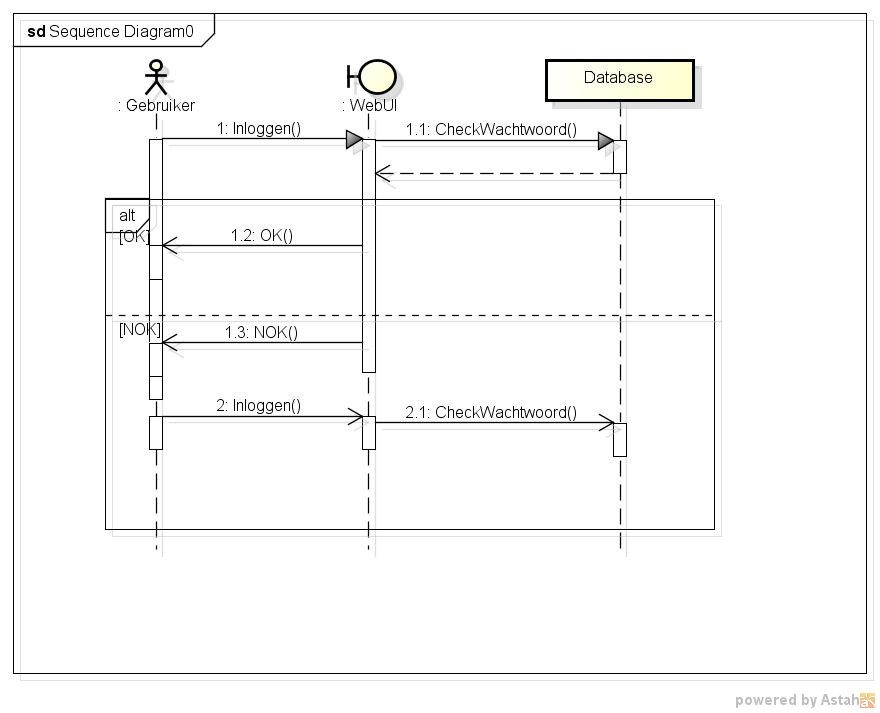 sd Sequence Diagram0
: Gebruiker
: WebUI
Database
1: Inloggen()
1.1: CheckWachtwoord()
alt
[OK]
1.2: OK()
[NOK]
1.3: NOK()
2: Inloggen()
2.1: CheckWachtwoord()
powered by Astah